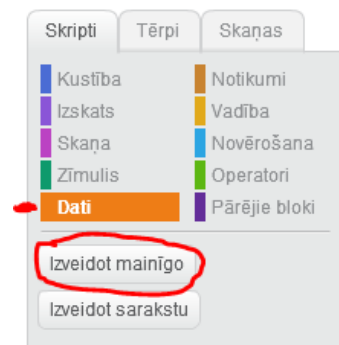 Skripti Tērpi Skaņas
Kustība Notikumi
Izskats Vadība
Skaņa Novērošana
Zīmulis Operatori
Dati Pārējie bloki
Izveidot mainīgo
Izveidot sarakstu